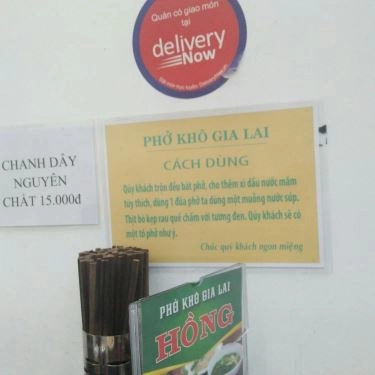 Quán có giao món
tại
delivery
Now
CHANH DÂY
NGUYÊN
CHẤT 15.000đ
PHỞ KHÔ GIA LAI
CÁCH DÙNG
Qúy khách trộn đều bát phở, cho thêm xì dầu nước mắm
tùy thích, dùng 1 đũa phở ta dùng một muỗng nước súp.
Thịt bò kẹp rau quế chấm với tương đen. Qúy khách sẽ có
một tô phở như ý.
Chúc quý khách ngon miệng
PHỞ KHÔ GIA LAI
HỒNG